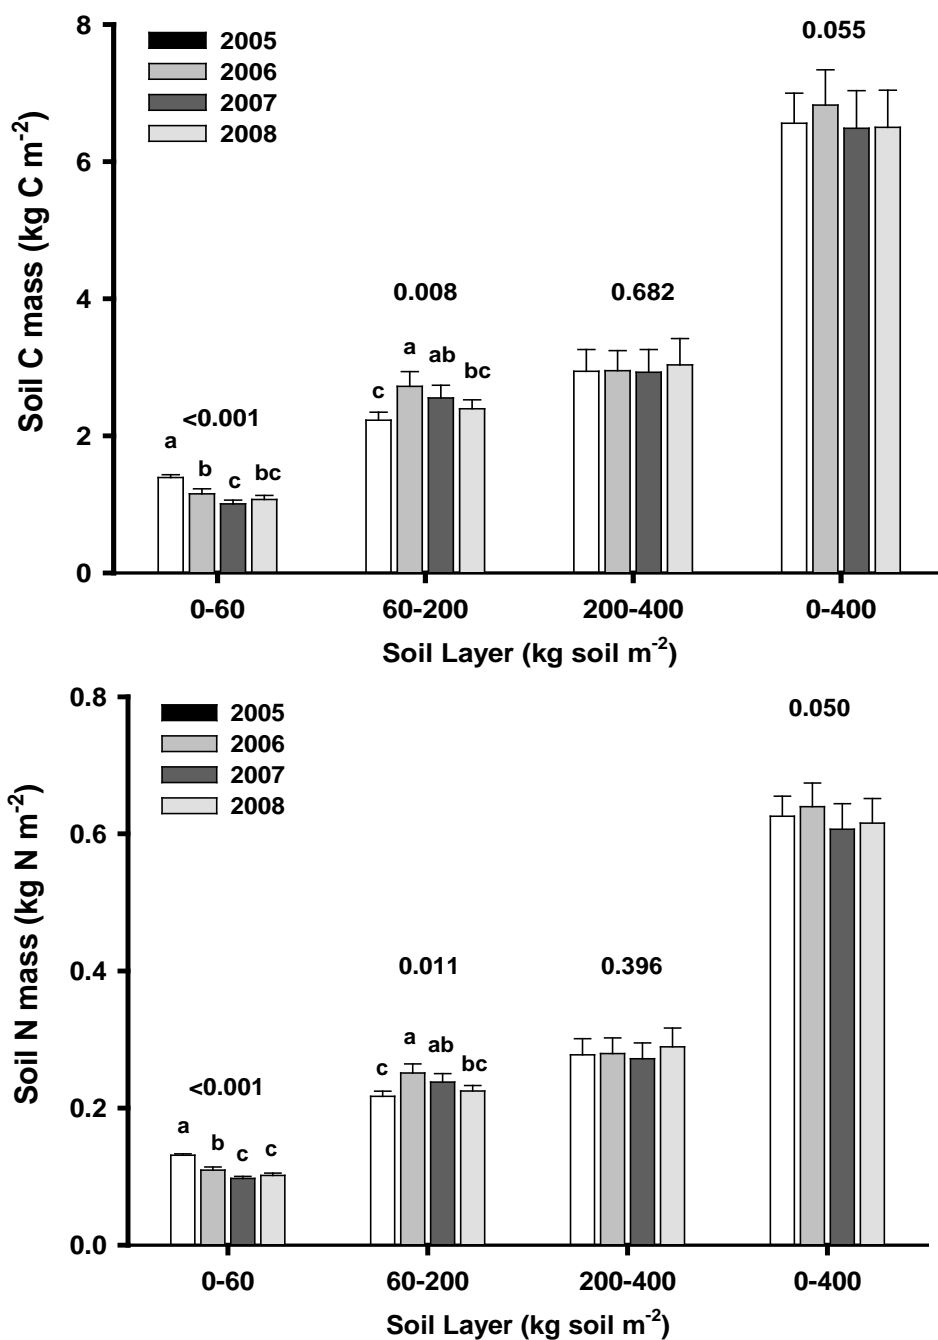 8
0.055
2005
2006
2007
2008
6
Soil C mass (kg C m-2)
4
0.008
0.682
a
ab
bc
c
<0.001
2
a
b
c
bc
0
0-60
60-200
200-400
0-400
Soil Layer (kg soil m-2)
0.8
0.050
2005
2006
2007
2008
0.6
Soil N mass (kg N m-2)
0.4
0.011
0.396
a
ab
bc
c
<0.001
0.2
a
b
c
c
0.0
0-60
60-200
200-400
0-400
Soil Layer (kg soil m-2)